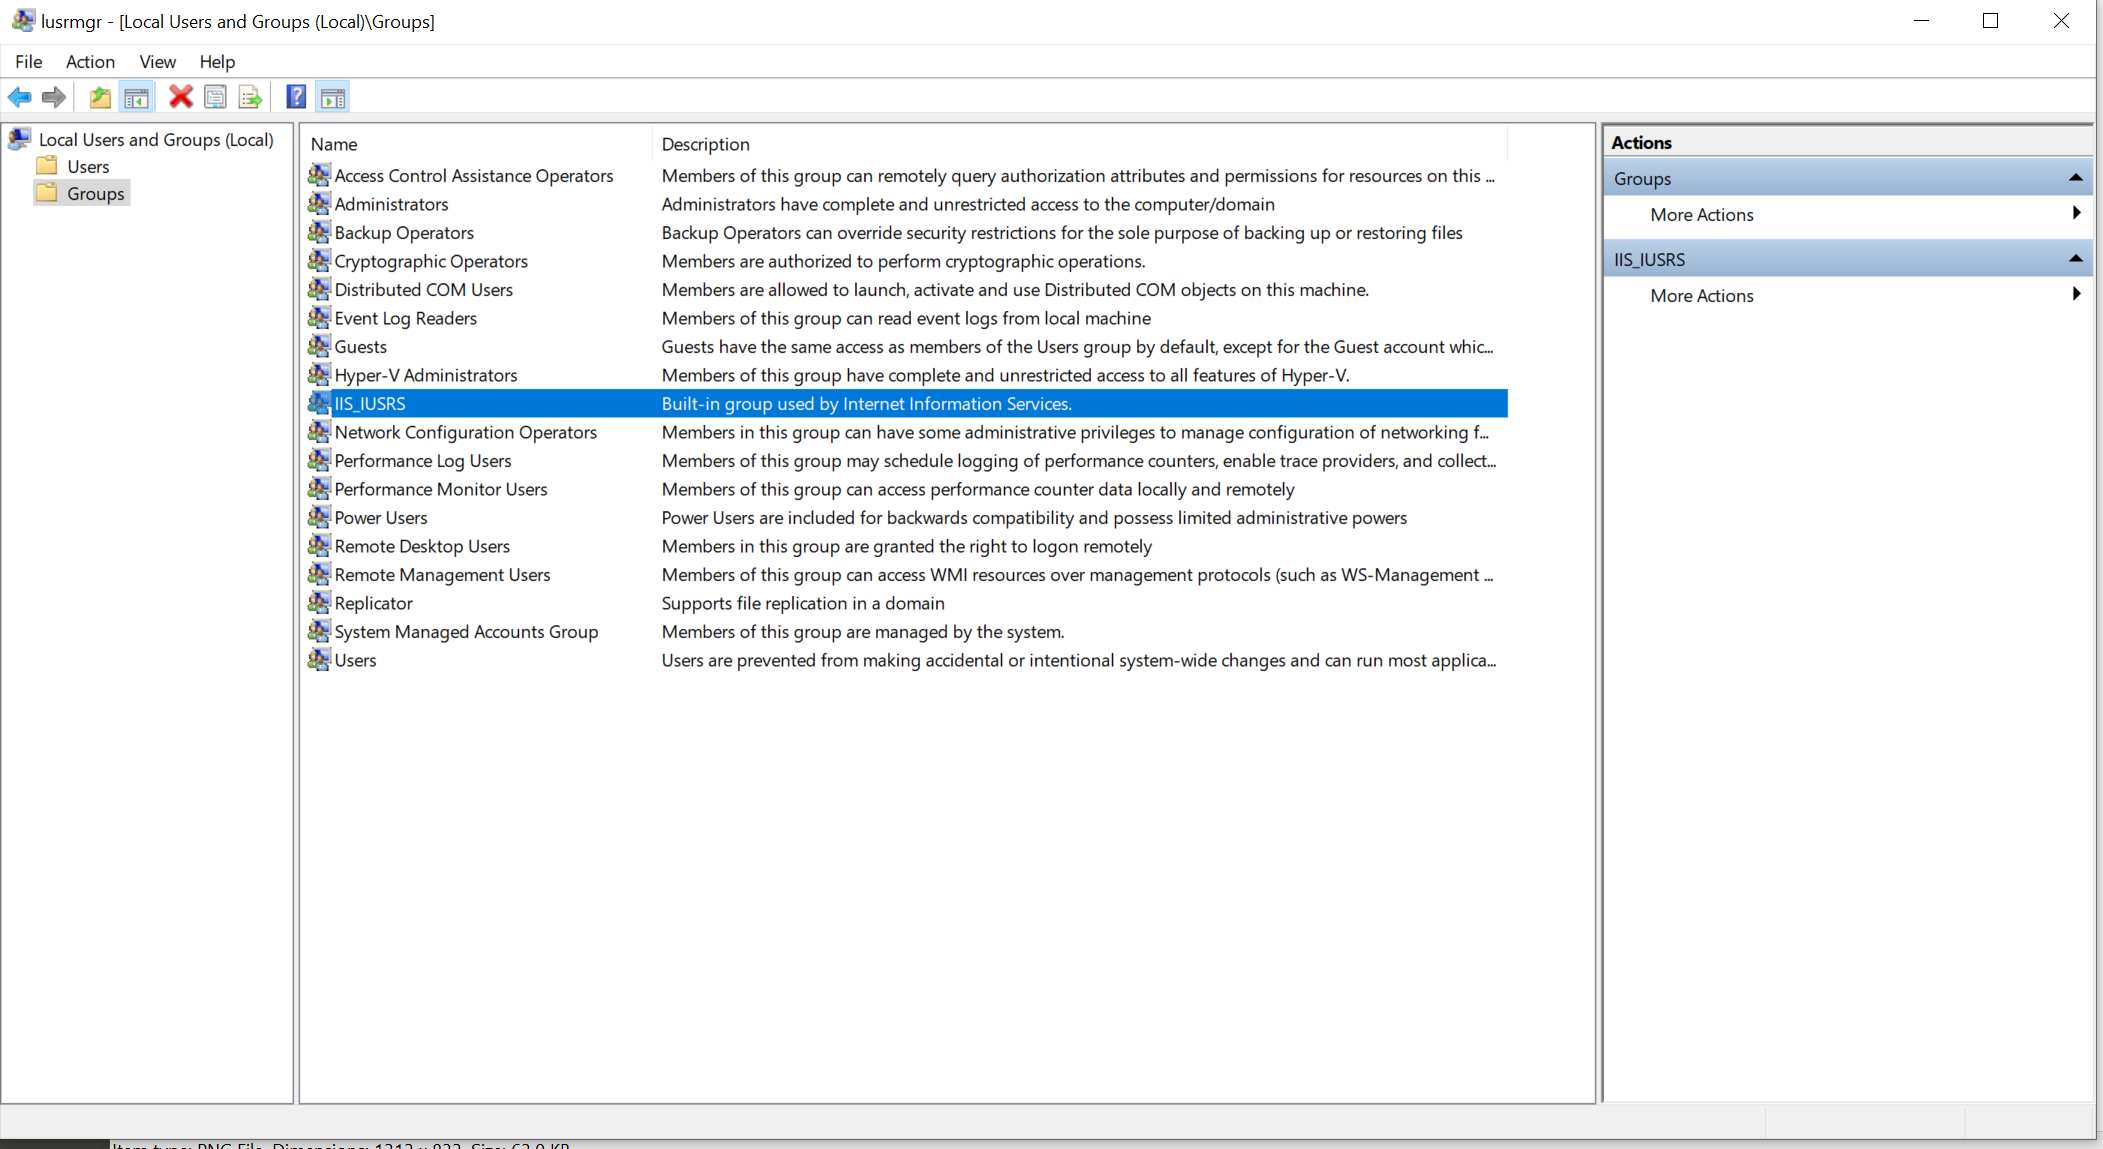 lusrmgr - [Local Users and Groups (Local)\Groups]
File Action View Help
Local Users and Groups (Local)
Users
Groups
Name Description
Access Control Assistance Operators Members of this group can remotely query authorization attributes and permissions for resources on this ...
Administrators Administrators have complete and unrestricted access to the computer/domain
Backup Operators Backup Operators can override security restrictions for the sole purpose of backing up or restoring files
Cryptographic Operators Members are authorized to perform cryptographic operations.
Distributed COM Users Members are allowed to launch, activate and use Distributed COM objects on this machine.
Event Log Readers Members of this group can read event logs from local machine
Guests Guests have the same access as members of the Users group by default, except for the Guest account whic...
Hyper-V Administrators Members of this group have complete and unrestricted access to all features of Hyper-V.
IIS_IUSRS Built-in group used by Internet Information Services.
Network Configuration Operators Members in this group can have some administrative privileges to manage configuration of networking f...
Performance Log Users Members of this group may schedule logging of performance counters, enable trace providers, and collect...
Performance Monitor Users Members of this group can access performance counter data locally and remotely
Power Users Power Users are included for backwards compatibility and possess limited administrative powers
Remote Desktop Users Members in this group are granted the right to logon remotely
Remote Management Users Members of this group can access WMI resources over management protocols (such as WS-Management ...
Replicator Supports file replication in a domain
System Managed Accounts Group Members of this group are managed by the system.
Users Users are prevented from making accidental or intentional system-wide changes and can run most applica...
Actions
Groups
More Actions
IIS_IUSRS
More Actions
Item type: PNG File, Dimensions: